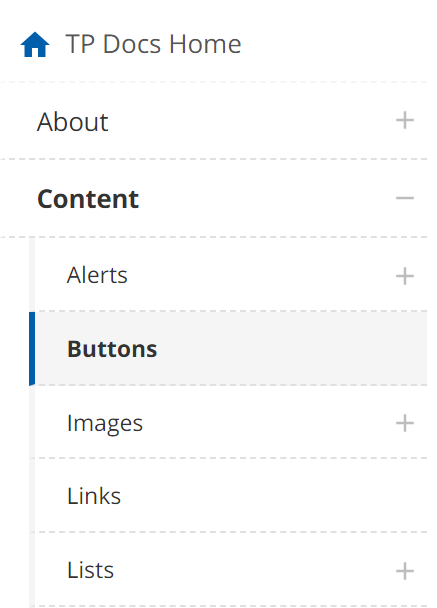 TP Docs Home
About
Content
Alerts
Buttons
Images
Links
Lists